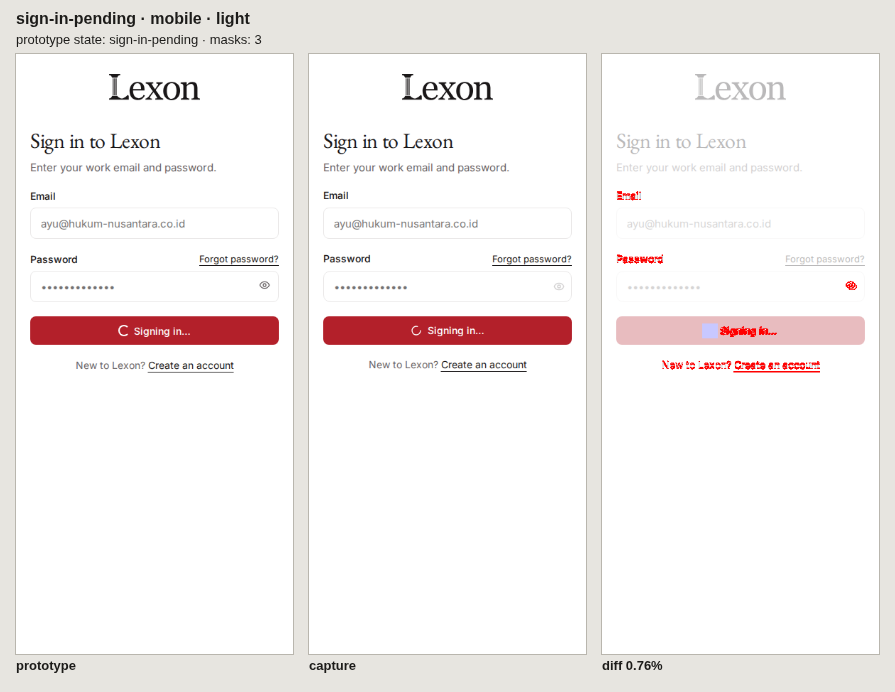 sign-in-pending · mobile · light
prototype state: sign-in-pending · masks: 3
Lexon
Sign in to Lexon
Enter your work email and password.
Email
ayu@hukum-nusantara.co.id
Password Forgot password?
•••••••••••••
Signing in...
New to Lexon? Create an account
prototype
Lexon
Sign in to Lexon
Enter your work email and password.
Email
ayu@hukum-nusantara.co.id
Password Forgot password?
•••••••••••••
Signing in...
New to Lexon? Create an account
capture
Lexon
Sign in to Lexon
Enter your work email and password.
Email
ayu@hukum-nusantara.co.id
Password Forgot password?
•••••••••••••
Signing in...
New to Lexon? Create an account
diff 0.76%